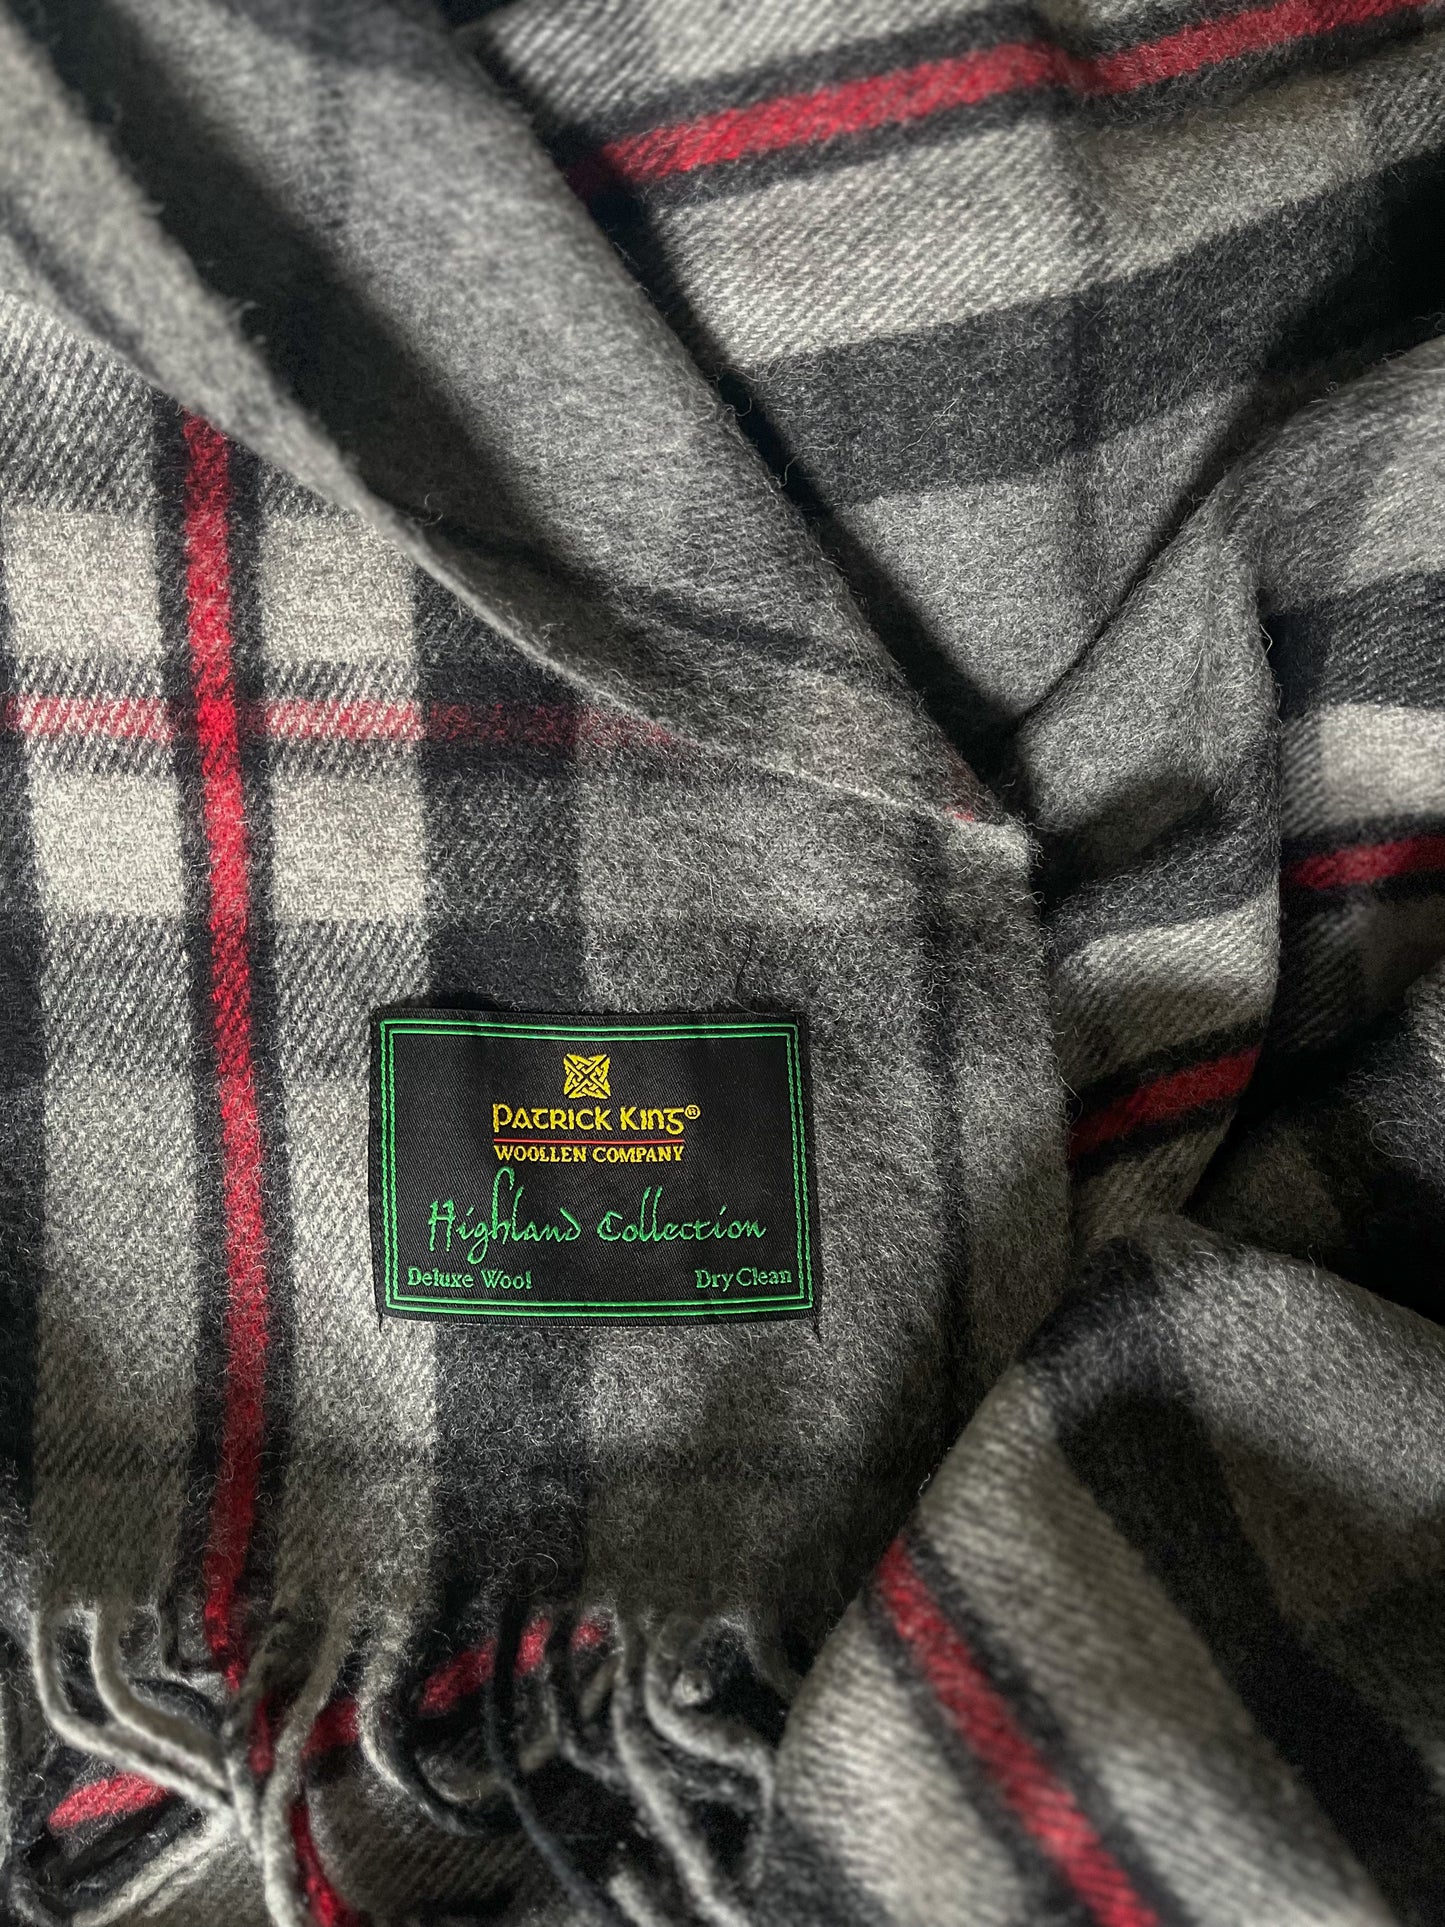 PATRICK KING®
WOOLLEN COMPANY
Highland Collection
Deluxe Wool Dry Clean